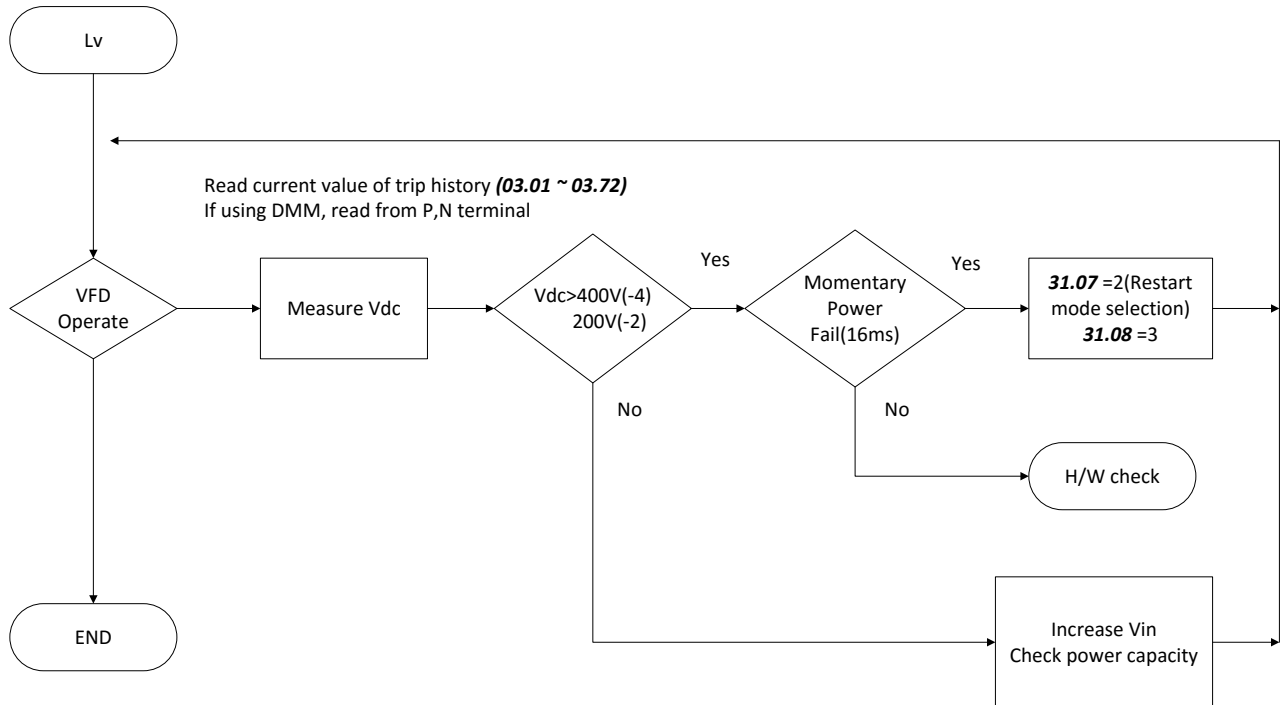 Lv
Read current value of trip history (03.01 ~ 03.72)
If using DMM, read from P,N terminal
VFD
Operate
Measure Vdc
Vdc>400V(-4)
200V(-2)
Yes
Momentary
Power
Fail(16ms)
Yes
31.07 =2(Restart
mode selection)
31.08 =3
No
No
H/W check
END
Increase Vin
Check power capacity